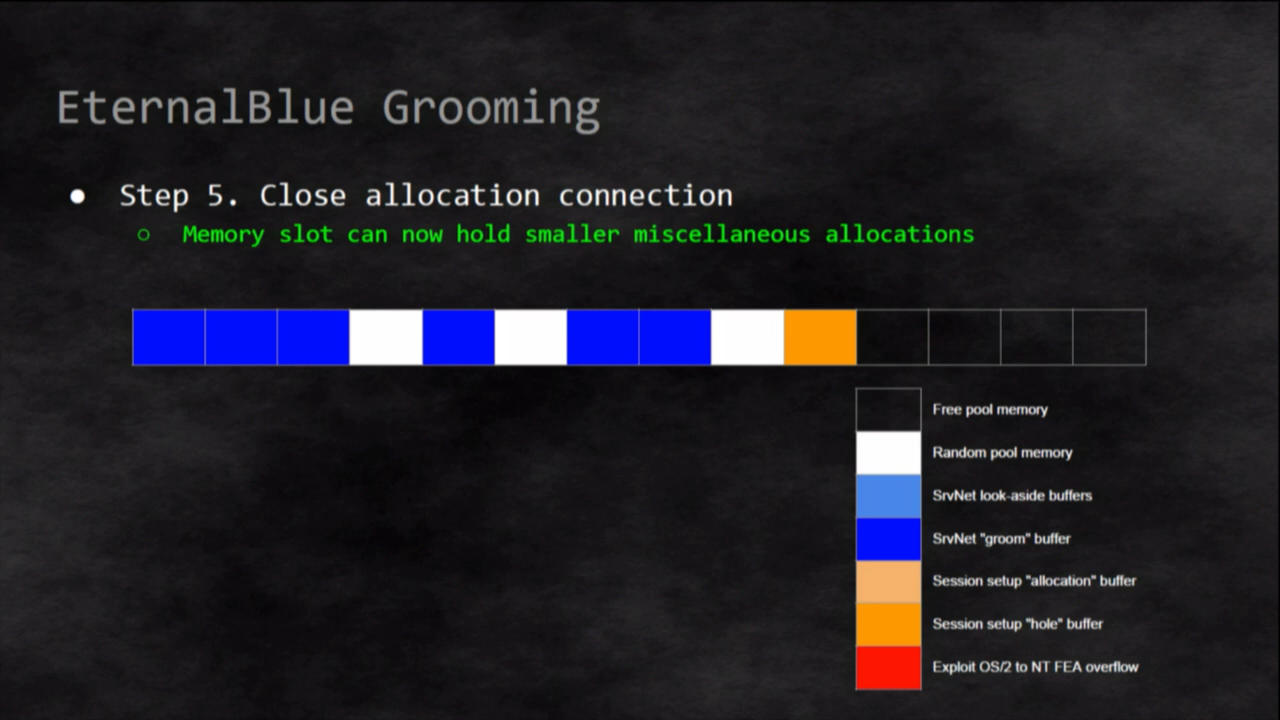 EternalBlue Grooming
● Step 5. Close allocation connection
○ Memory slot can now hold smaller miscellaneous allocations
Free pool memory
Random pool memory
SrvNet look-aside buffers
SrvNet "groom" buffer
Session setup "allocation" buffer
Session setup "hole" buffer
Exploit OS/2 to NT FEA overflow